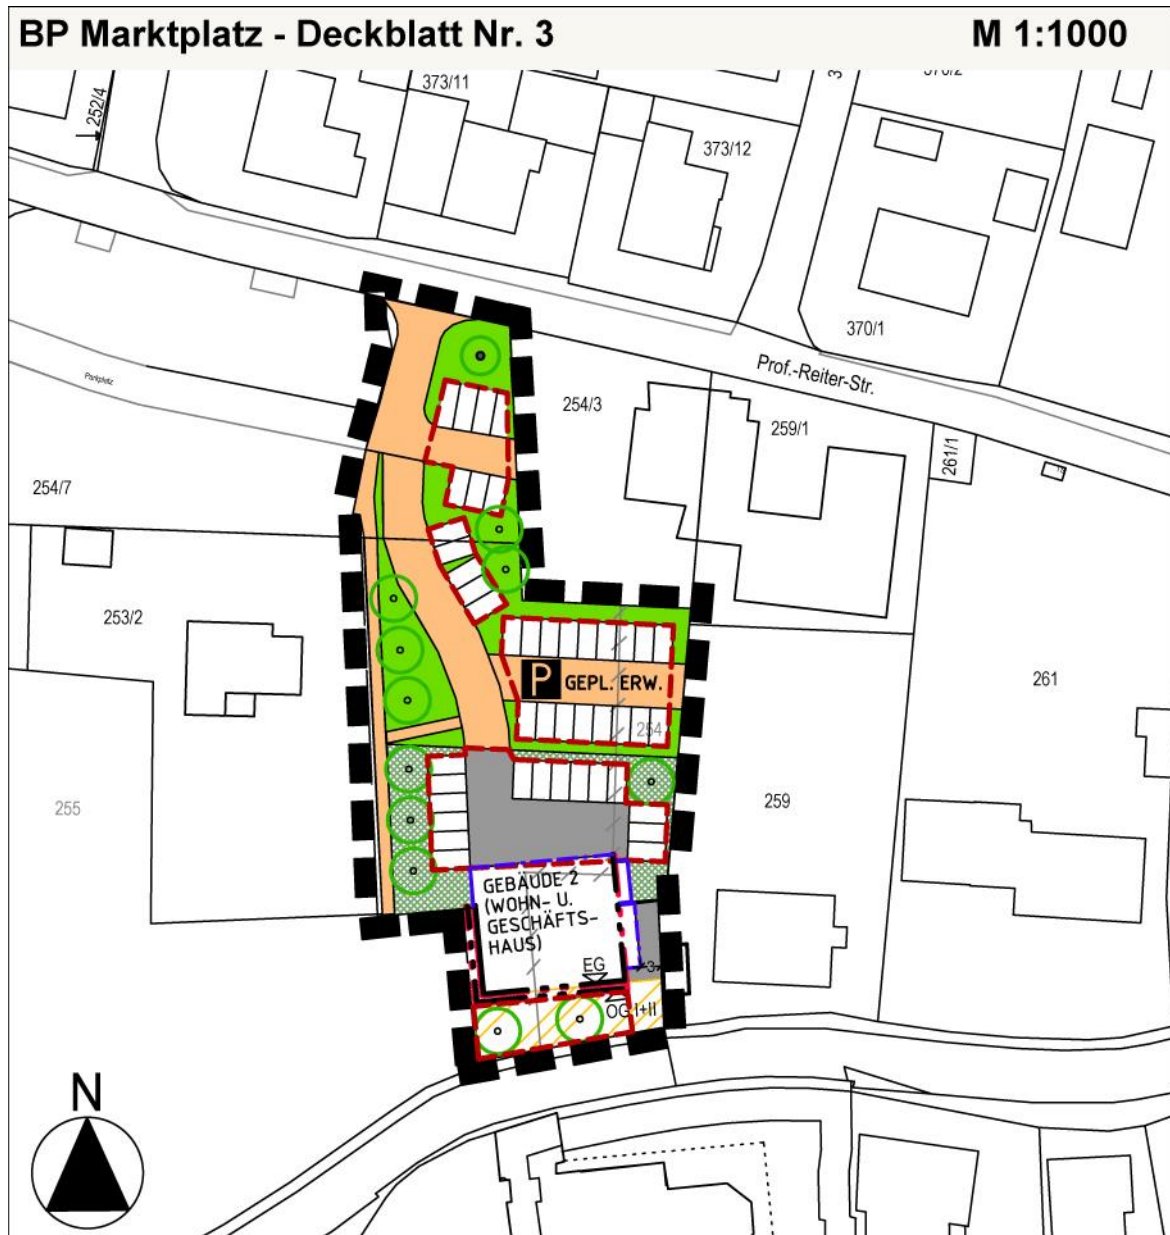 BP Marktplatz - Deckblatt Nr. 3
M 1:1000
373/11
252/4
373/12
370/1
Prof.-Reiter-Str.
Parkplatz
254/3
259/1
261/1
254/7
253/2
261
P GEPL. ERW.
254
255
259
GEBÄUDE 2
(WOHN- U.
GESCHÄFTS-
HAUS)
EG
3
OG I+II
N